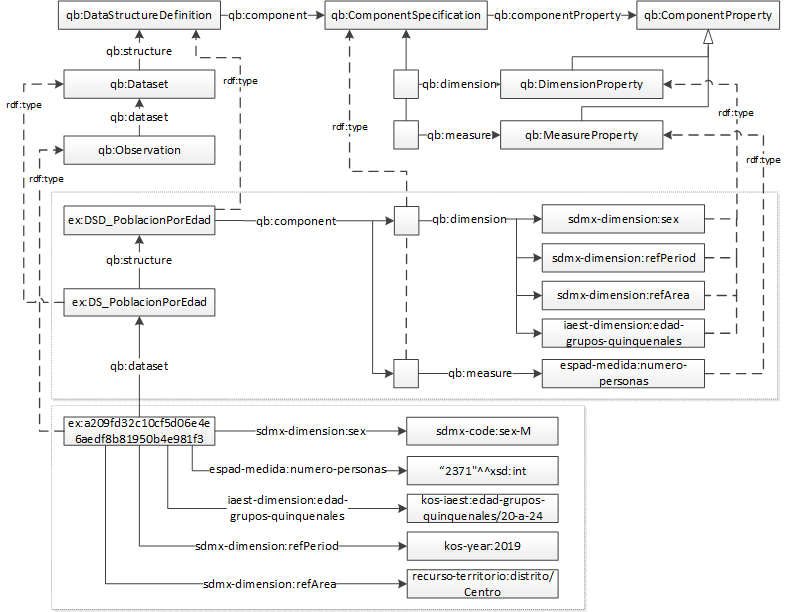 qb:DataStructureDefinition
qb:component
qb:ComponentSpecification
qb:componentProperty
qb:ComponentProperty
qb:structure
rdf:type
qb:Dataset
qb:dimension
qb:DimensionProperty
rdf:type
qb:dataset
rdf:type
rdf:type
qb:measure
qb:MeasureProperty
qb:Observation
rdf:type
rdf:type
ex:DSD_PoblacionPorEdad
qb:component
qb:dimension
sdmx-dimension:sex
qb:structure
sdmx-dimension:refPeriod
ex:DS_PoblacionPorEdad
sdmx-dimension:refArea
iaest-dimension:edad-
grupos-quinquenales
qb:dataset
qb:measure
espad-medida:numero-
personas
ex:a209fd32c10cf5d06e4e
6aedf8b81950b4e981f3
sdmx-dimension:sex
sdmx-code:sex-M
espad-medida:numero-personas
“2371"^^xsd:int
iaest-dimension:edad-
grupos-quinquenales
kos-iaest:edad-grupos-
quinquenales/20-a-24
sdmx-dimension:refPeriod
kos-year:2019
sdmx-dimension:refArea
recurso-territorio:distrito/
Centro